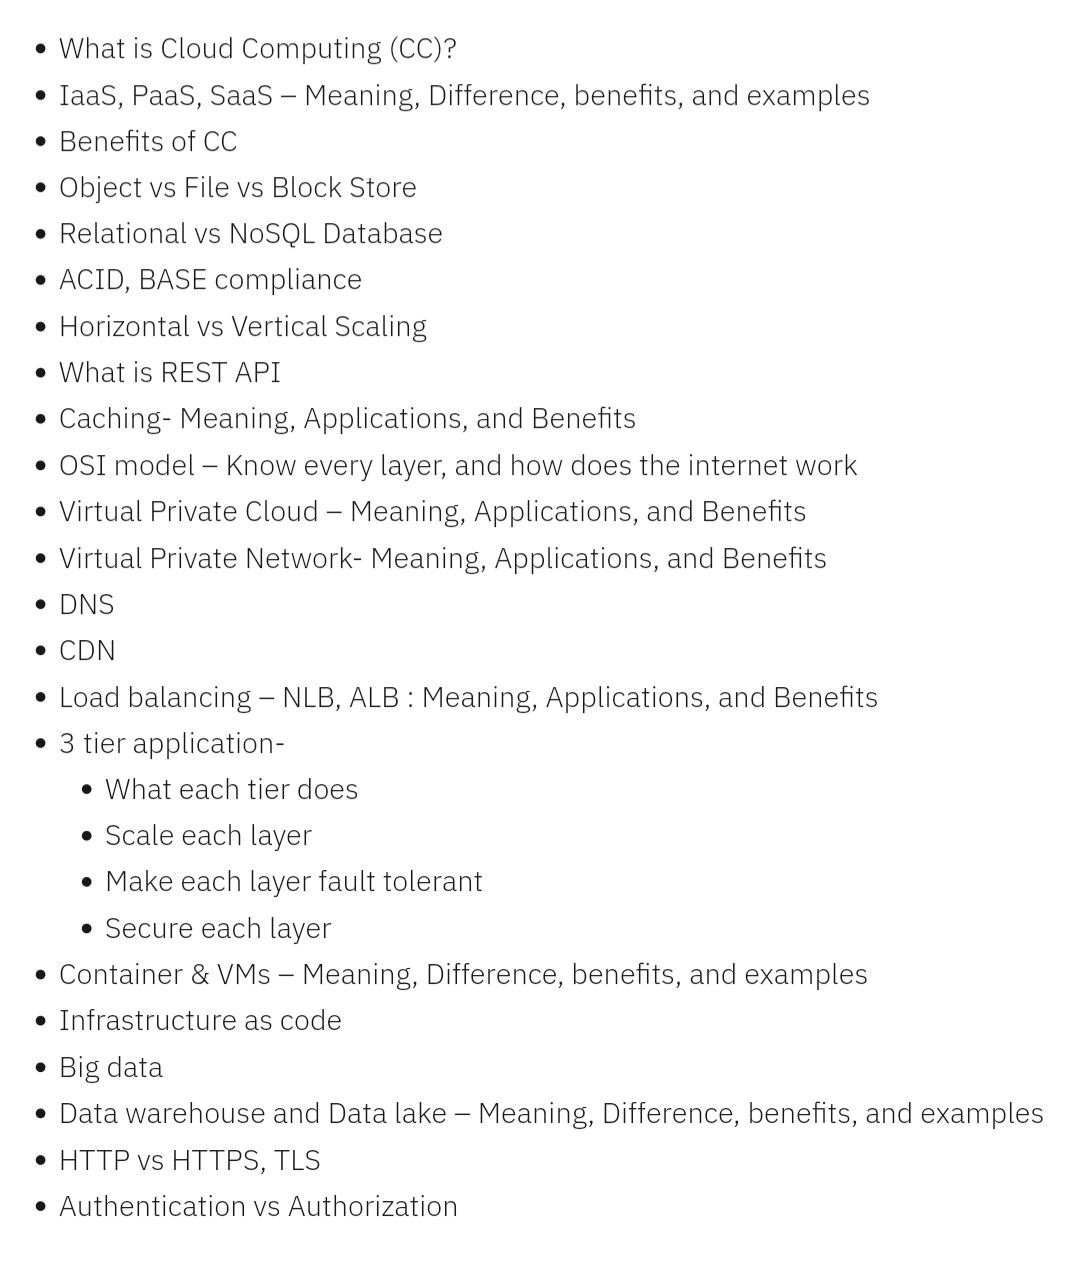 • What is Cloud Computing (CC)?
• IaaS, PaaS, SaaS – Meaning, Difference, benefits, and examples
• Benefits of CC
• Object vs File vs Block Store
• Relational vs NoSQL Database
• ACID, BASE compliance
• Horizontal vs Vertical Scaling
• What is REST API
• Caching- Meaning, Applications, and Benefits
• OSI model – Know every layer, and how does the internet work
• Virtual Private Cloud – Meaning, Applications, and Benefits
• Virtual Private Network- Meaning, Applications, and Benefits
• DNS
• CDN
• Load balancing – NLB, ALB : Meaning, Applications, and Benefits
• 3 tier application-
• What each tier does
• Scale each layer
• Make each layer fault tolerant
• Secure each layer
• Container & VMs – Meaning, Difference, benefits, and examples
• Infrastructure as code
• Big data
• Data warehouse and Data lake – Meaning, Difference, benefits, and examples
• HTTP vs HTTPS, TLS
• Authentication vs Authorization